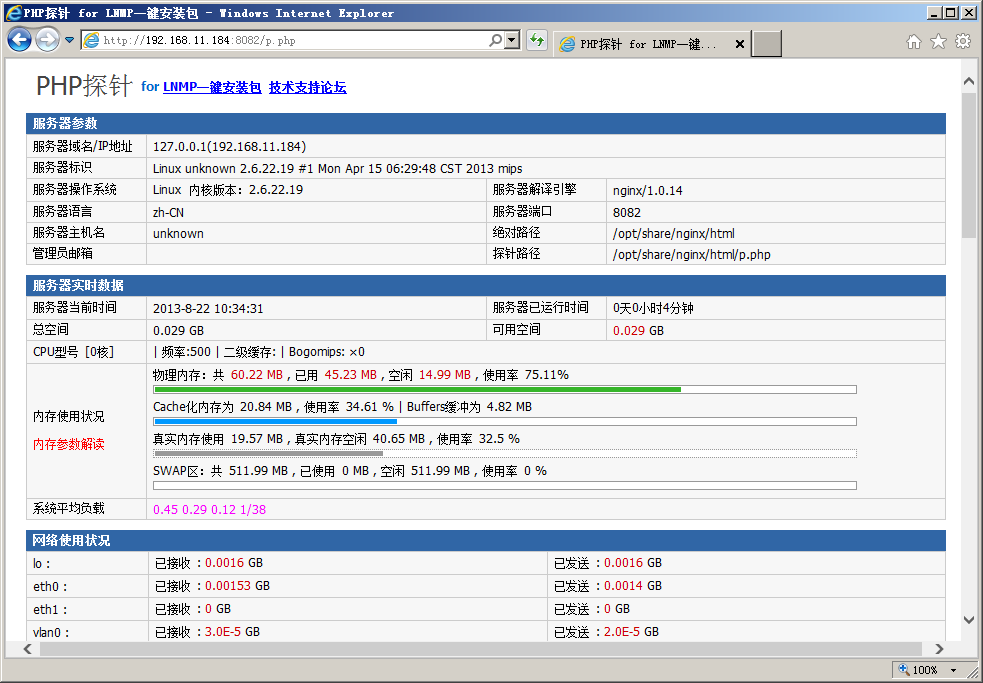 PHP探针 for LNMP一键安装包 - Windows Internet Explorer
http://192.168.11.184:8082/p.php
PHP探针 for LNMP一键...
PHP探针 for LNMP一键安装包 技术支持论坛
服务器参数
服务器域名/IP地址 127.0.0.1(192.168.11.184)
服务器标识 Linux unknown 2.6.22.19 #1 Mon Apr 15 06:29:48 CST 2013 mips
服务器操作系统 Linux 内核版本：2.6.22.19 服务器解译引擎 nginx/1.0.14
服务器语言 zh-CN 服务器端口 8082
服务器主机名 unknown 绝对路径 /opt/share/nginx/html
管理员邮箱 探针路径 /opt/share/nginx/html/p.php
服务器实时数据
服务器当前时间 2013-8-22 10:34:31 服务器已运行时间 0天0小时4分钟
总空间 0.029 GB 可用空间 0.029 GB
CPU型号 [0核] | 频率:500 | 二级缓存: | Bogomips: ×0
物理内存：共 60.22 MB , 已用 45.23 MB , 空闲 14.99 MB , 使用率 75.11%
Cache化内存为 20.84 MB , 使用率 34.61 % | Buffers缓冲为 4.82 MB
内存使用状况
内存参数解读
真实内存使用 19.57 MB , 真实内存空闲 40.65 MB , 使用率 32.5 %
SWAP区：共 511.99 MB , 已使用 0 MB , 空闲 511.99 MB , 使用率 0 %
系统平均负载 0.45 0.29 0.12 1/38
网络使用状况
lo : 已接收 : 0.0016 GB 已发送 : 0.0016 GB
eth0 : 已接收 : 0.00153 GB 已发送 : 0.0014 GB
eth1 : 已接收 : 0 GB 已发送 : 0 GB
vlan0 : 已接收 : 3.0E-5 GB 已发送 : 2.0E-5 GB
100%